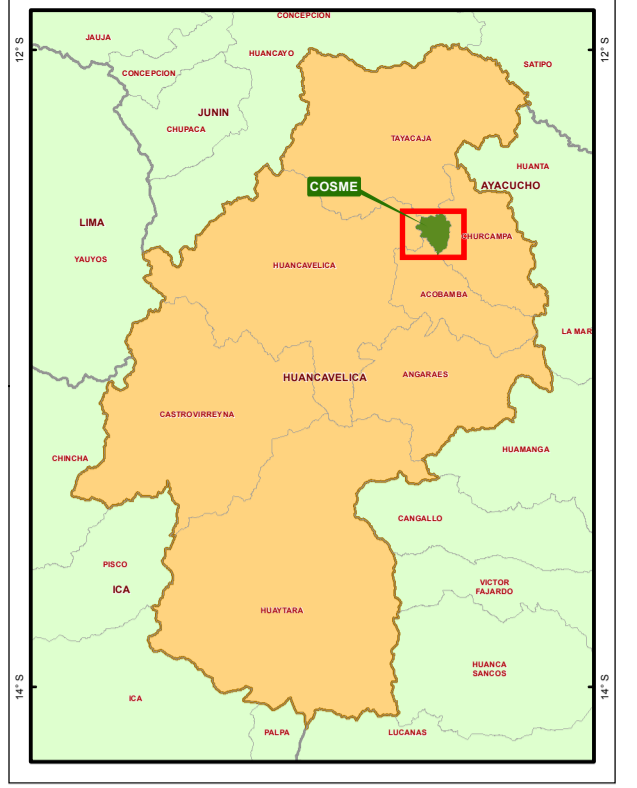 CONCEPCION
JAUJA
12° S
12° S
HUANCAYO
SATIPO
CONCEPCION
JUNIN
CHUPACA
TAYACAJA
HUANTA
COSME
AYACUCHO
LIMA
HURCAMPA
YAUYOS
HUANCAVELICA
ACOBAMBA
LA MAR
HUANCAVELICA
ANGARAES
CASTROVIRREYNA
HUAMANGA
CHINCHA
CANGALLO
PISCO
ICA
VICTOR
FAJARDO
HUAYTARA
HUANCA
SANCOS
14° S
14° S
ICA
PALPA
LUCANAS